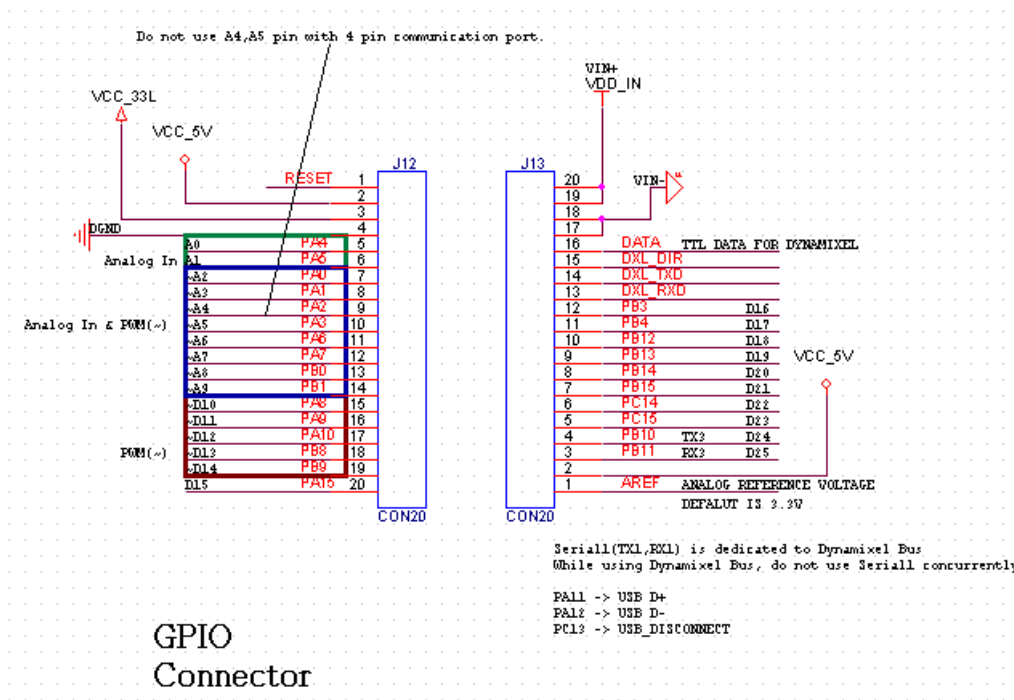 Do not use A4,A5 pin with 4 pin communication port.
VCC_33L
VCC_5V
J12
RESET 1
2
3
DGND 4
A0 PA4 5
Analog In A1 PA5 6
~A2 PA0 7
~A3 PA1 8
~A4 PA2 9
Analog In & PWM(~) ~A5 PA3 10
~A6 PA6 11
~A7 PA7 12
~A8 PB0 13
~A9 PB1 14
~D10 PA8 15
~D11 PA9 16
~D12 PA10 17
PWM(~) ~D13 PB8 18
~D14 PB9 19
D15 PA15 20
CON20
VIN+
VDD_IN
J13
20 VIN-
19
18
17
16 DATA TTL DATA FOR DYNAMIXEL
15 DXL_DIR
14 DXL_TXD
13 DXL_RXD
12 PB3 D16
11 PB4 D17
10 PB12 D18
9 PB13 D19 VCC_5V
8 PB14 D20
7 PB15 D21
6 PC14 D22
5 PC15 D23
4 PB10 TX3 D24
3 PB11 RX3 D25
2
1 AREF ANALOG REFERENCE VOLTAGE
DEFALUT IS 3.3V
CON20
Serial1(TX1,RX1) is dedicated to Dynamixel Bus
While using Dynamixel Bus, do not use Serial1 concurrently
PA11 -> USB D+
PA12 -> USB D-
PC13 -> USB_DISCONNECT
GPIO
Connector